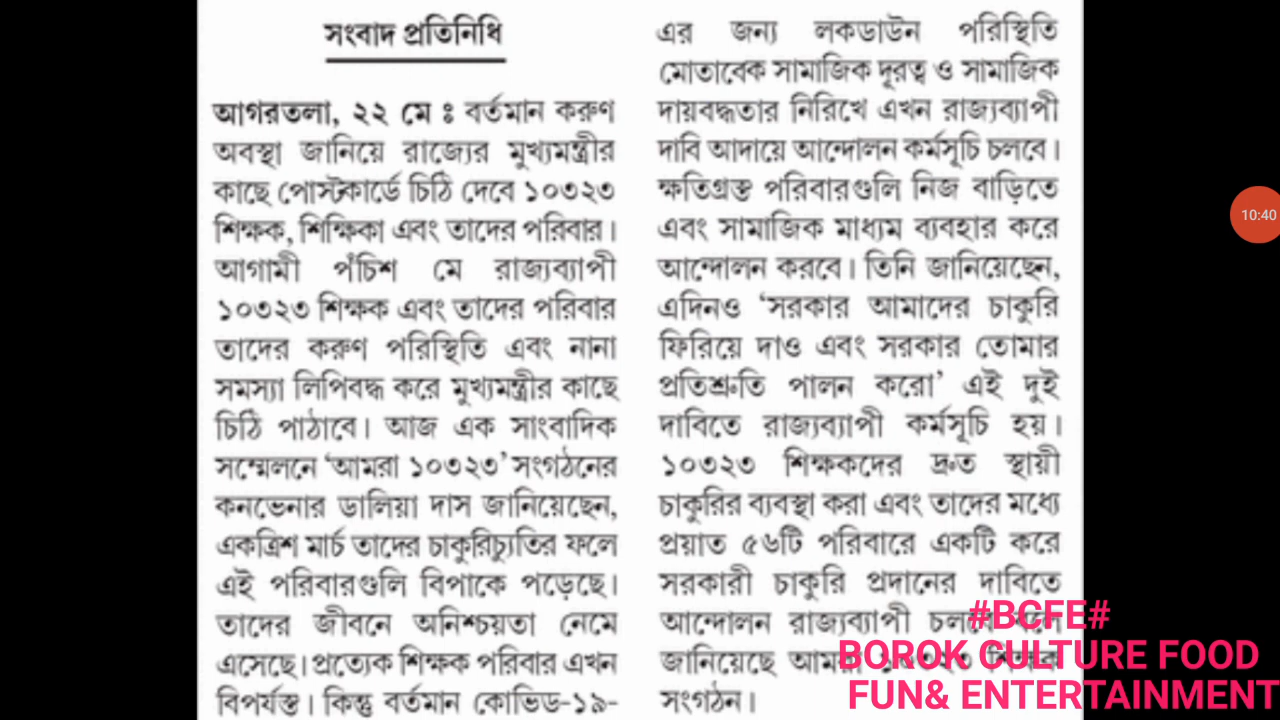 সংবাদ প্রতিনিধি
আগরতলা, ২২ মে ঃ বর্তমান করুণ
অবস্থা জানিয়ে রাজ্যের মুখ্যমন্ত্রীর
কাছে পোস্টকার্ডে চিঠি দেবে ১০৩২৩
শিক্ষক, শিক্ষিকা এবং তাদের পরিবার।
আগামী পঁচিশ মে রাজ্যব্যাপী
১০৩২৩ শিক্ষক এবং তাদের পরিবার
তাদের করুণ পরিস্থিতি এবং নানা
সমস্যা লিপিবদ্ধ করে মুখ্যমন্ত্রীর কাছে
চিঠি পাঠাবে। আজ এক সাংবাদিক
সম্মেলনে ‘আমরা ১০৩২৩’ সংগঠনের
কনভেনার ডালিয়া দাস জানিয়েছেন,
একত্রিশ মার্চ তাদের চাকুরিচ্যুতির ফলে
এই পরিবারগুলি বিপাকে পড়েছে।
তাদের জীবনে অনিশ্চয়তা নেমে
এসেছে। প্রত্যেক শিক্ষক পরিবার এখন
বিপর্যস্ত। কিন্তু বর্তমান কোভিড-১৯-
এর জন্য লকডাউন পরিস্থিতি
মোতাবেক সামাজিক দূরত্ব ও সামাজিক
দায়বদ্ধতার নিরিখে এখন রাজ্যব্যাপী
দাবি আদায়ে আন্দোলন কর্মসূচি চলবে।
ক্ষতিগ্রস্ত পরিবারগুলি নিজ বাড়িতে
এবং সামাজিক মাধ্যম ব্যবহার করে
আন্দোলন করবে। তিনি জানিয়েছেন,
এদিনও ‘সরকার আমাদের চাকুরি
ফিরিয়ে দাও এবং সরকার তোমার
প্রতিশ্রুতি পালন করো’ এই দুই
দাবিতে রাজ্যব্যাপী কর্মসূচি হয়।
১০৩২৩ শিক্ষকদের দ্রুত স্থায়ী
চাকুরির ব্যবস্থা করা এবং তাদের মধ্যে
প্রয়াত ৫৬টি পরিবারে একটি করে
সরকারী চাকুরি প্রদানের দাবিতে
আন্দোলন রাজ্যব্যাপী
জানিয়েছে
সংগঠন।
10:40
#BCFE#
BOROK CULTURE FOOD
FUN& ENTERTAINMENT